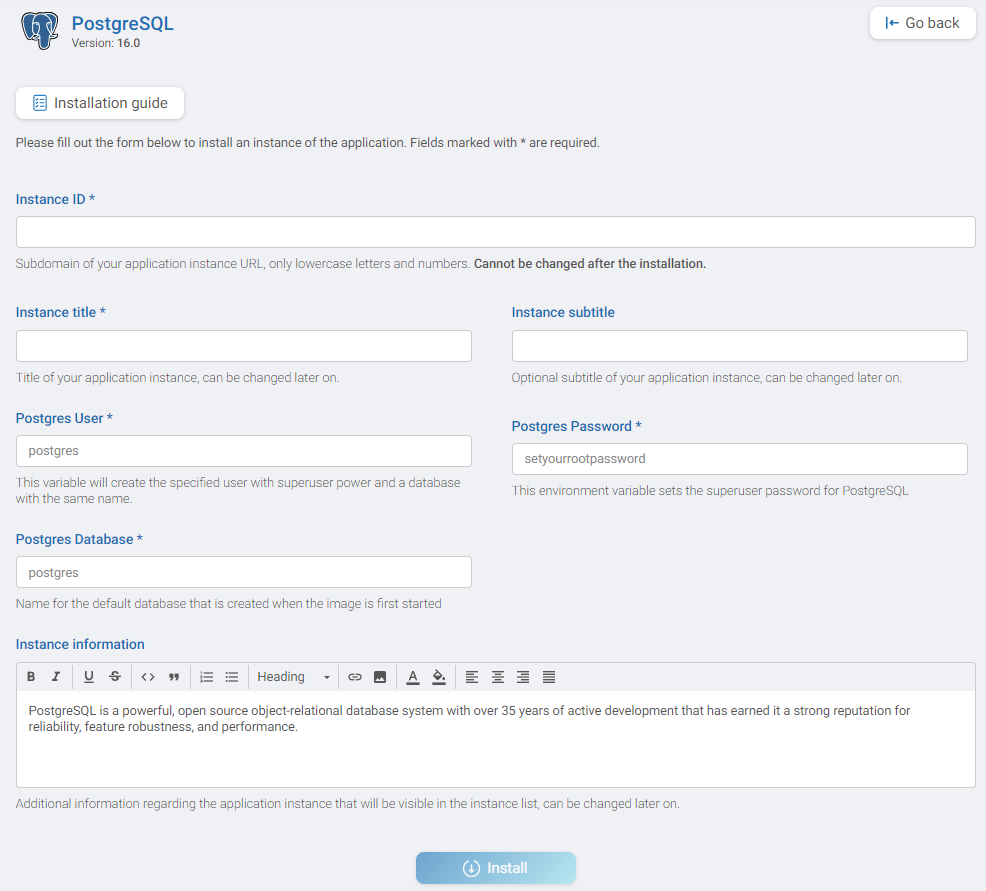 PostgreSQL
Version: 16.0
Go back
Installation guide
Please fill out the form below to install an instance of the application. Fields marked with * are required.
Instance ID *
Subdomain of your application instance URL, only lowercase letters and numbers. Cannot be changed after the installation.
Instance title *
Instance subtitle
Title of your application instance, can be changed later on.
Optional subtitle of your application instance, can be changed later on.
Postgres User *
Postgres Password *
postgres
setyourrootpassword
This variable will create the specified user with superuser power and a database
with the same name.
This environment variable sets the superuser password for PostgreSQL
Postgres Database *
postgres
Name for the default database that is created when the image is first started
Instance information
B I U S <> " Heading A
PostgreSQL is a powerful, open source object-relational database system with over 35 years of active development that has earned it a strong reputation for
reliability, feature robustness, and performance.
Additional information regarding the application instance that will be visible in the instance list, can be changed later on.
Install